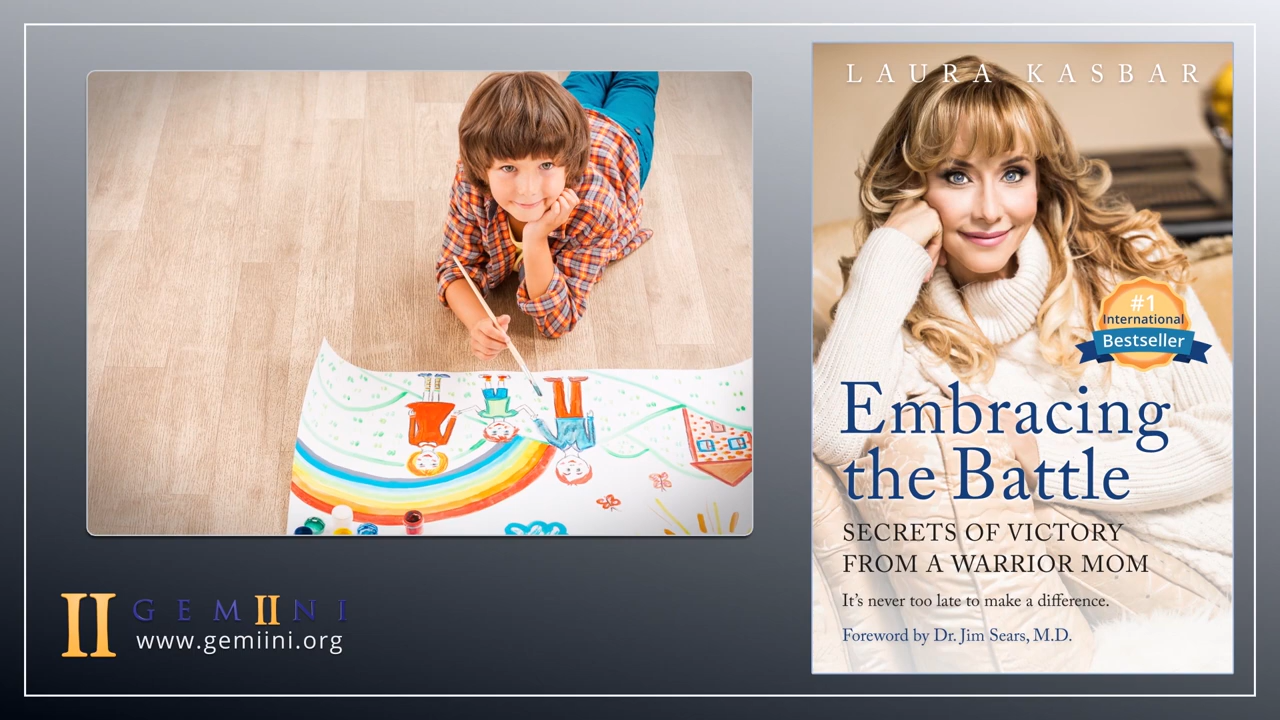 LAURA KASBAR
#1
International
Bestseller
Embracing
the Battle
SECRETS OF VICTORY
FROM A WARRIOR MOM
It's never too late to make a difference.
Foreword by Dr. Jim Sears, M.D.
II GEMIINI
www.gemiini.org